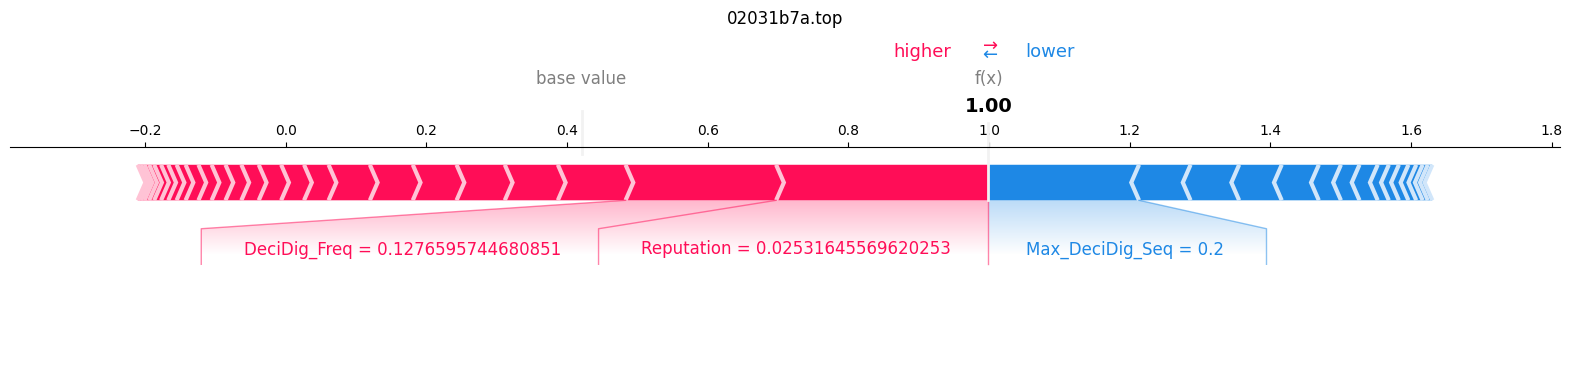 02031b7a.top
higher ⇄ lower
base value f(x)
1.00
−0.2 0.0 0.2 0.4 0.6 0.8 1.0 1.2 1.4 1.6 1.8
DeciDig_Freq = 0.1276595744680851 Reputation = 0.02531645569620253 Max_DeciDig_Seq = 0.2